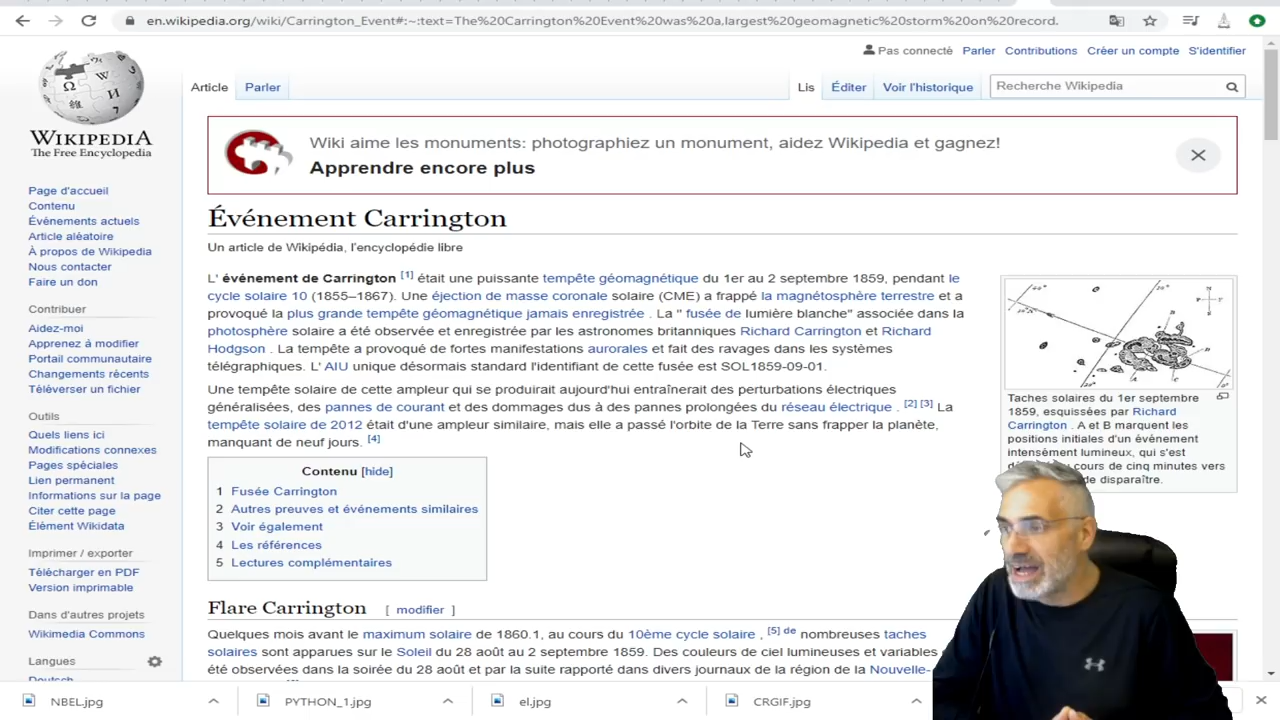 en.wikipedia.org/wiki/Carrington_Event#:~:text=The%20Carrington%20Event%20was%20a,largest%20geomagnetic%20storm%20on%20record.
Pas connecté Parler Contributions Créer un compte S'identifier
Article Parler Lis Éditer Voir l'historique Recherche Wikipedia
WIKIPEDIA
The Free Encyclopedia
Page d'accueil
Contenu
Événements actuels
Article aléatoire
À propos de Wikipedia
Nous contacter
Faire un don
Contribuer
Aidez-moi
Apprenez à modifier
Portail communautaire
Changements récents
Téléverser un fichier
Outils
Quels liens ici
Modifications connexes
Pages spéciales
Lien permanent
Informations sur la page
Citer cette page
Élément Wikidata
Imprimer / exporter
Télécharger en PDF
Version imprimable
Dans d'autres projets
Wikimedia Commons
Langues
Deutsch
Wiki aime les monuments: photographiez un monument, aidez Wikipedia et gagnez!
Apprendre encore plus
Événement Carrington
Un article de Wikipédia, l'encyclopédie libre
L' événement de Carrington [1] était une puissante tempête géomagnétique du 1er au 2 septembre 1859, pendant le
cycle solaire 10 (1855–1867). Une éjection de masse coronale solaire (CME) a frappé la magnétosphère terrestre et a
provoqué la plus grande tempête géomagnétique jamais enregistrée . La " fusée de lumière blanche" associée dans la
photosphère solaire a été observée et enregistrée par les astronomes britanniques Richard Carrington et Richard
Hodgson . La tempête a provoqué de fortes manifestations aurorales et fait des ravages dans les systèmes
télégraphiques. L' AIU unique désormais standard l'identifiant de cette fusée est SOL1859-09-01.
Une tempête solaire de cette ampleur qui se produirait aujourd'hui entraînerait des perturbations électriques
généralisées, des pannes de courant et des dommages dus à des pannes prolongées du réseau électrique . [2] [3] La
tempête solaire de 2012 était d'une ampleur similaire, mais elle a passé l'orbite de la Terre sans frapper la planète,
manquant de neuf jours. [4]
Contenu [hide]
1 Fusée Carrington
2 Autres preuves et événements similaires
3 Voir également
4 Les références
5 Lectures complémentaires
Flare Carrington [ modifier ]
Quelques mois avant le maximum solaire de 1860.1, au cours du 10ème cycle solaire , [5] de nombreuses taches
solaires sont apparues sur le Soleil du 28 août au 2 septembre 1859. Des couleurs de ciel lumineuses et variables
été observées dans la soirée du 28 août et par la suite rapporté dans divers journaux de la région de la Nouvelle-
Taches solaires du 1er septembre
1859, esquissées par Richard
Carrington . A et B marquent les
positions initiales d'un événement
intensément lumineux, qui s'est
cours de cinq minutes vers
de disparaître.
NBEL.jpg PYTHON_1.jpg el.jpg CRGIF.jpg